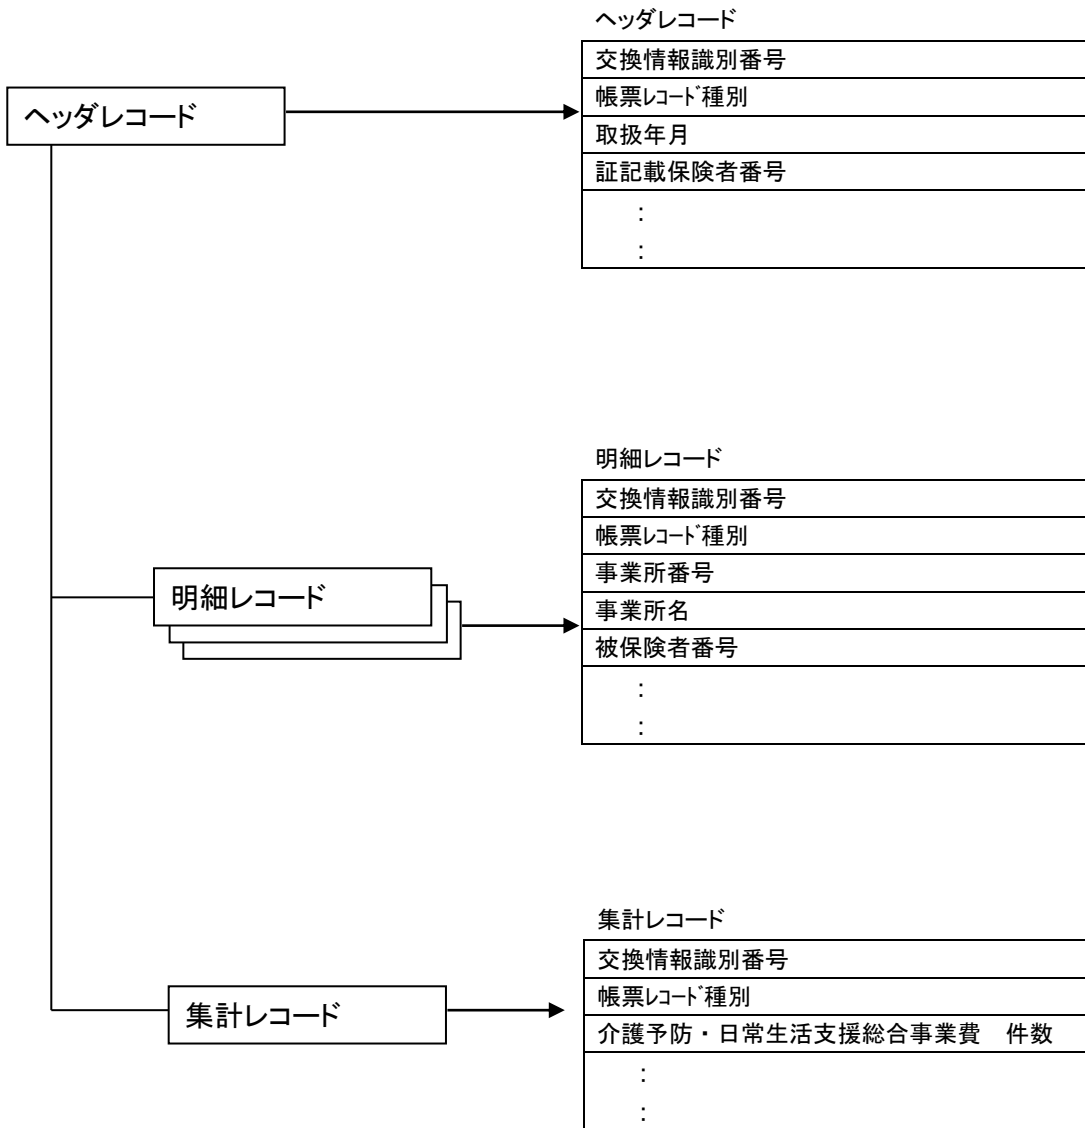 ヘッダレコード
ヘッダレコード
交換情報識別番号
帳票ﾚｺｰﾄﾞ種別
取扱年月
証記載保険者番号
:
:
明細レコード
明細レコード
交換情報識別番号
帳票ﾚｺｰﾄﾞ種別
事業所番号
事業所名
被保険者番号
:
:
集計レコード
集計レコード
交換情報識別番号
帳票ﾚｺｰﾄﾞ種別
介護予防・日常生活支援総合事業費　件数
:
: